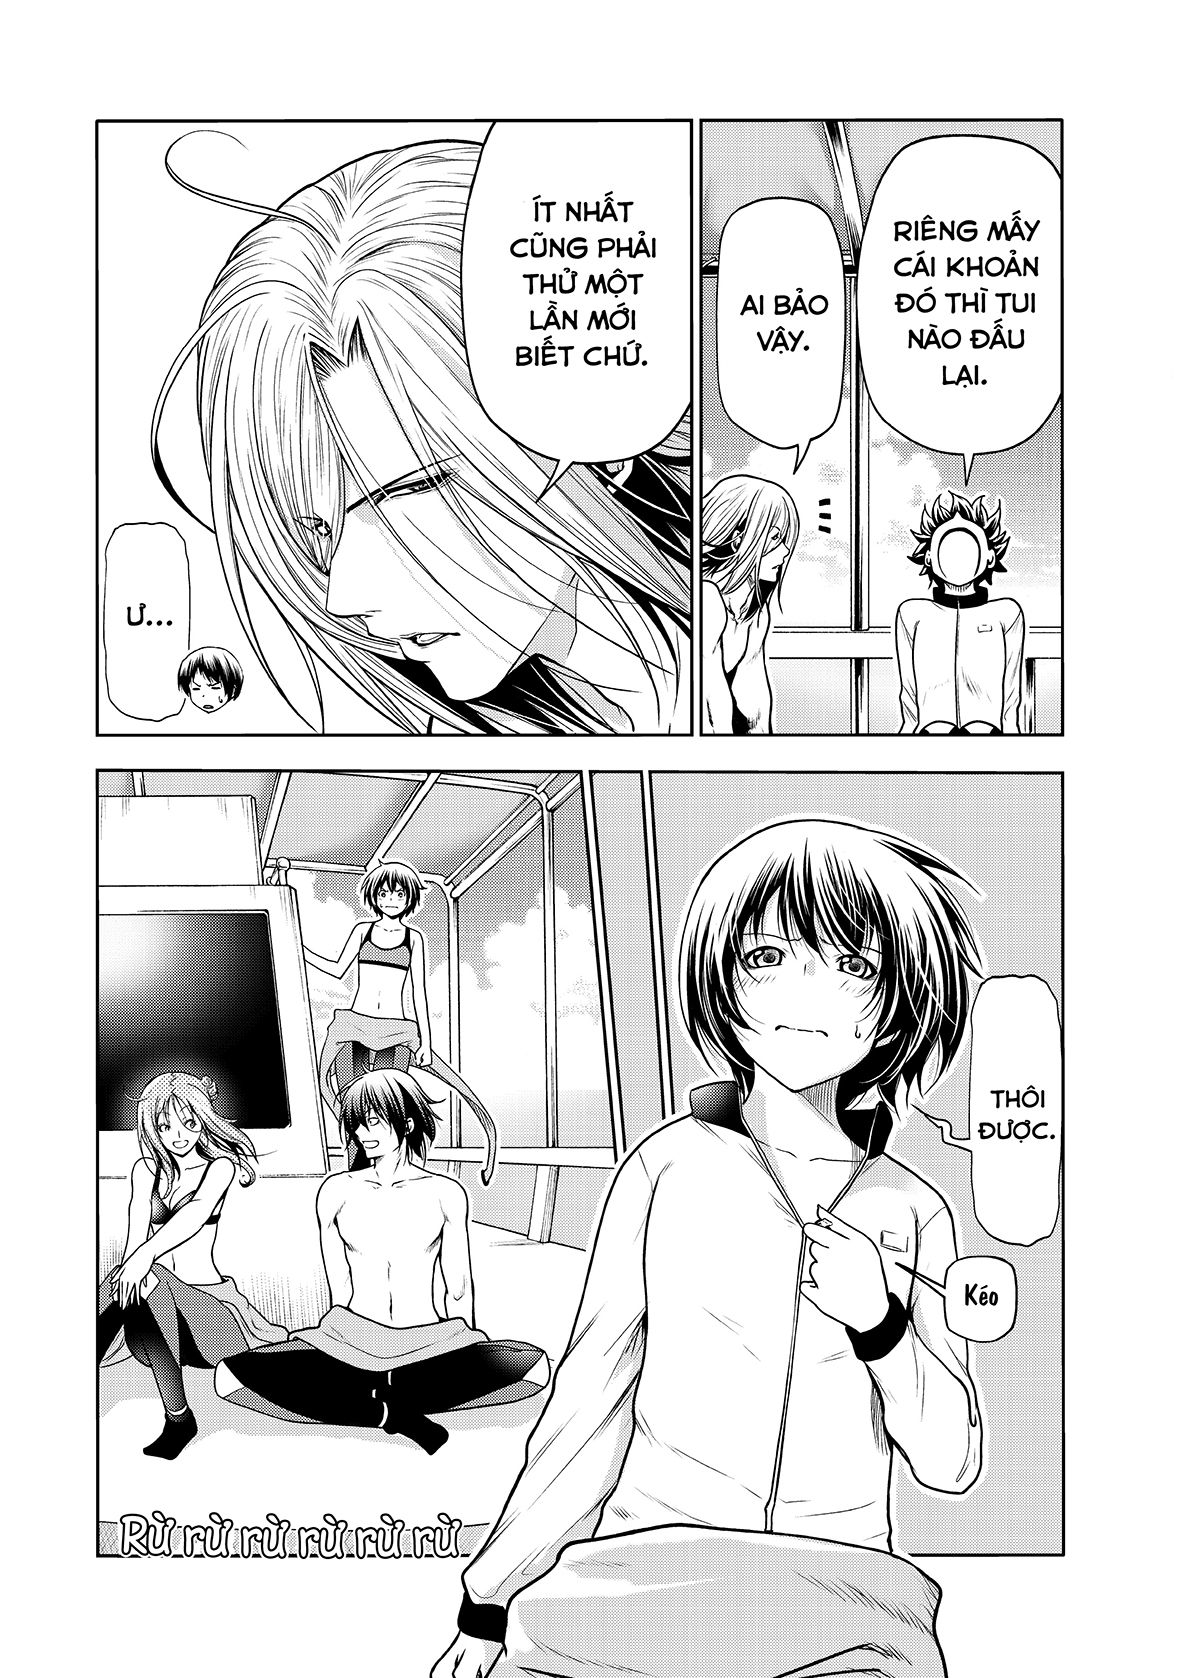 RIÊNG MẤY
CÁI KHOẢN
ĐÓ THÌ TUI
NÀO ĐẤU
LẠI.
AI BẢO
VẬY.
ÍT NHẤT
CŨNG PHẢI
THỬ MỘT
LẦN MỚI
BIẾT CHỨ.
Ư...
THÔI
ĐƯỢC.
Kéo
Rừ rừ rừ rừ rừ rừ